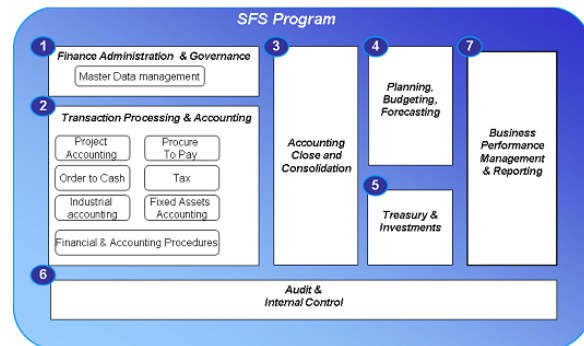 SFS Program
1
Finance Administration & Governance
Master Data management
2
Transaction Processing & Accounting
Project
Accounting
Procure
To Pay
Order to Cash
Tax
Industrial
accounting
Fixed Assets
Accounting
Financial & Accounting Procedures
3
Accounting
Close and
Consolidation
4
Planning,
Budgeting,
Forecasting
5
Treasury &
Investments
7
Business
Performance
Management
& Reporting
6
Audit &
Internal Control